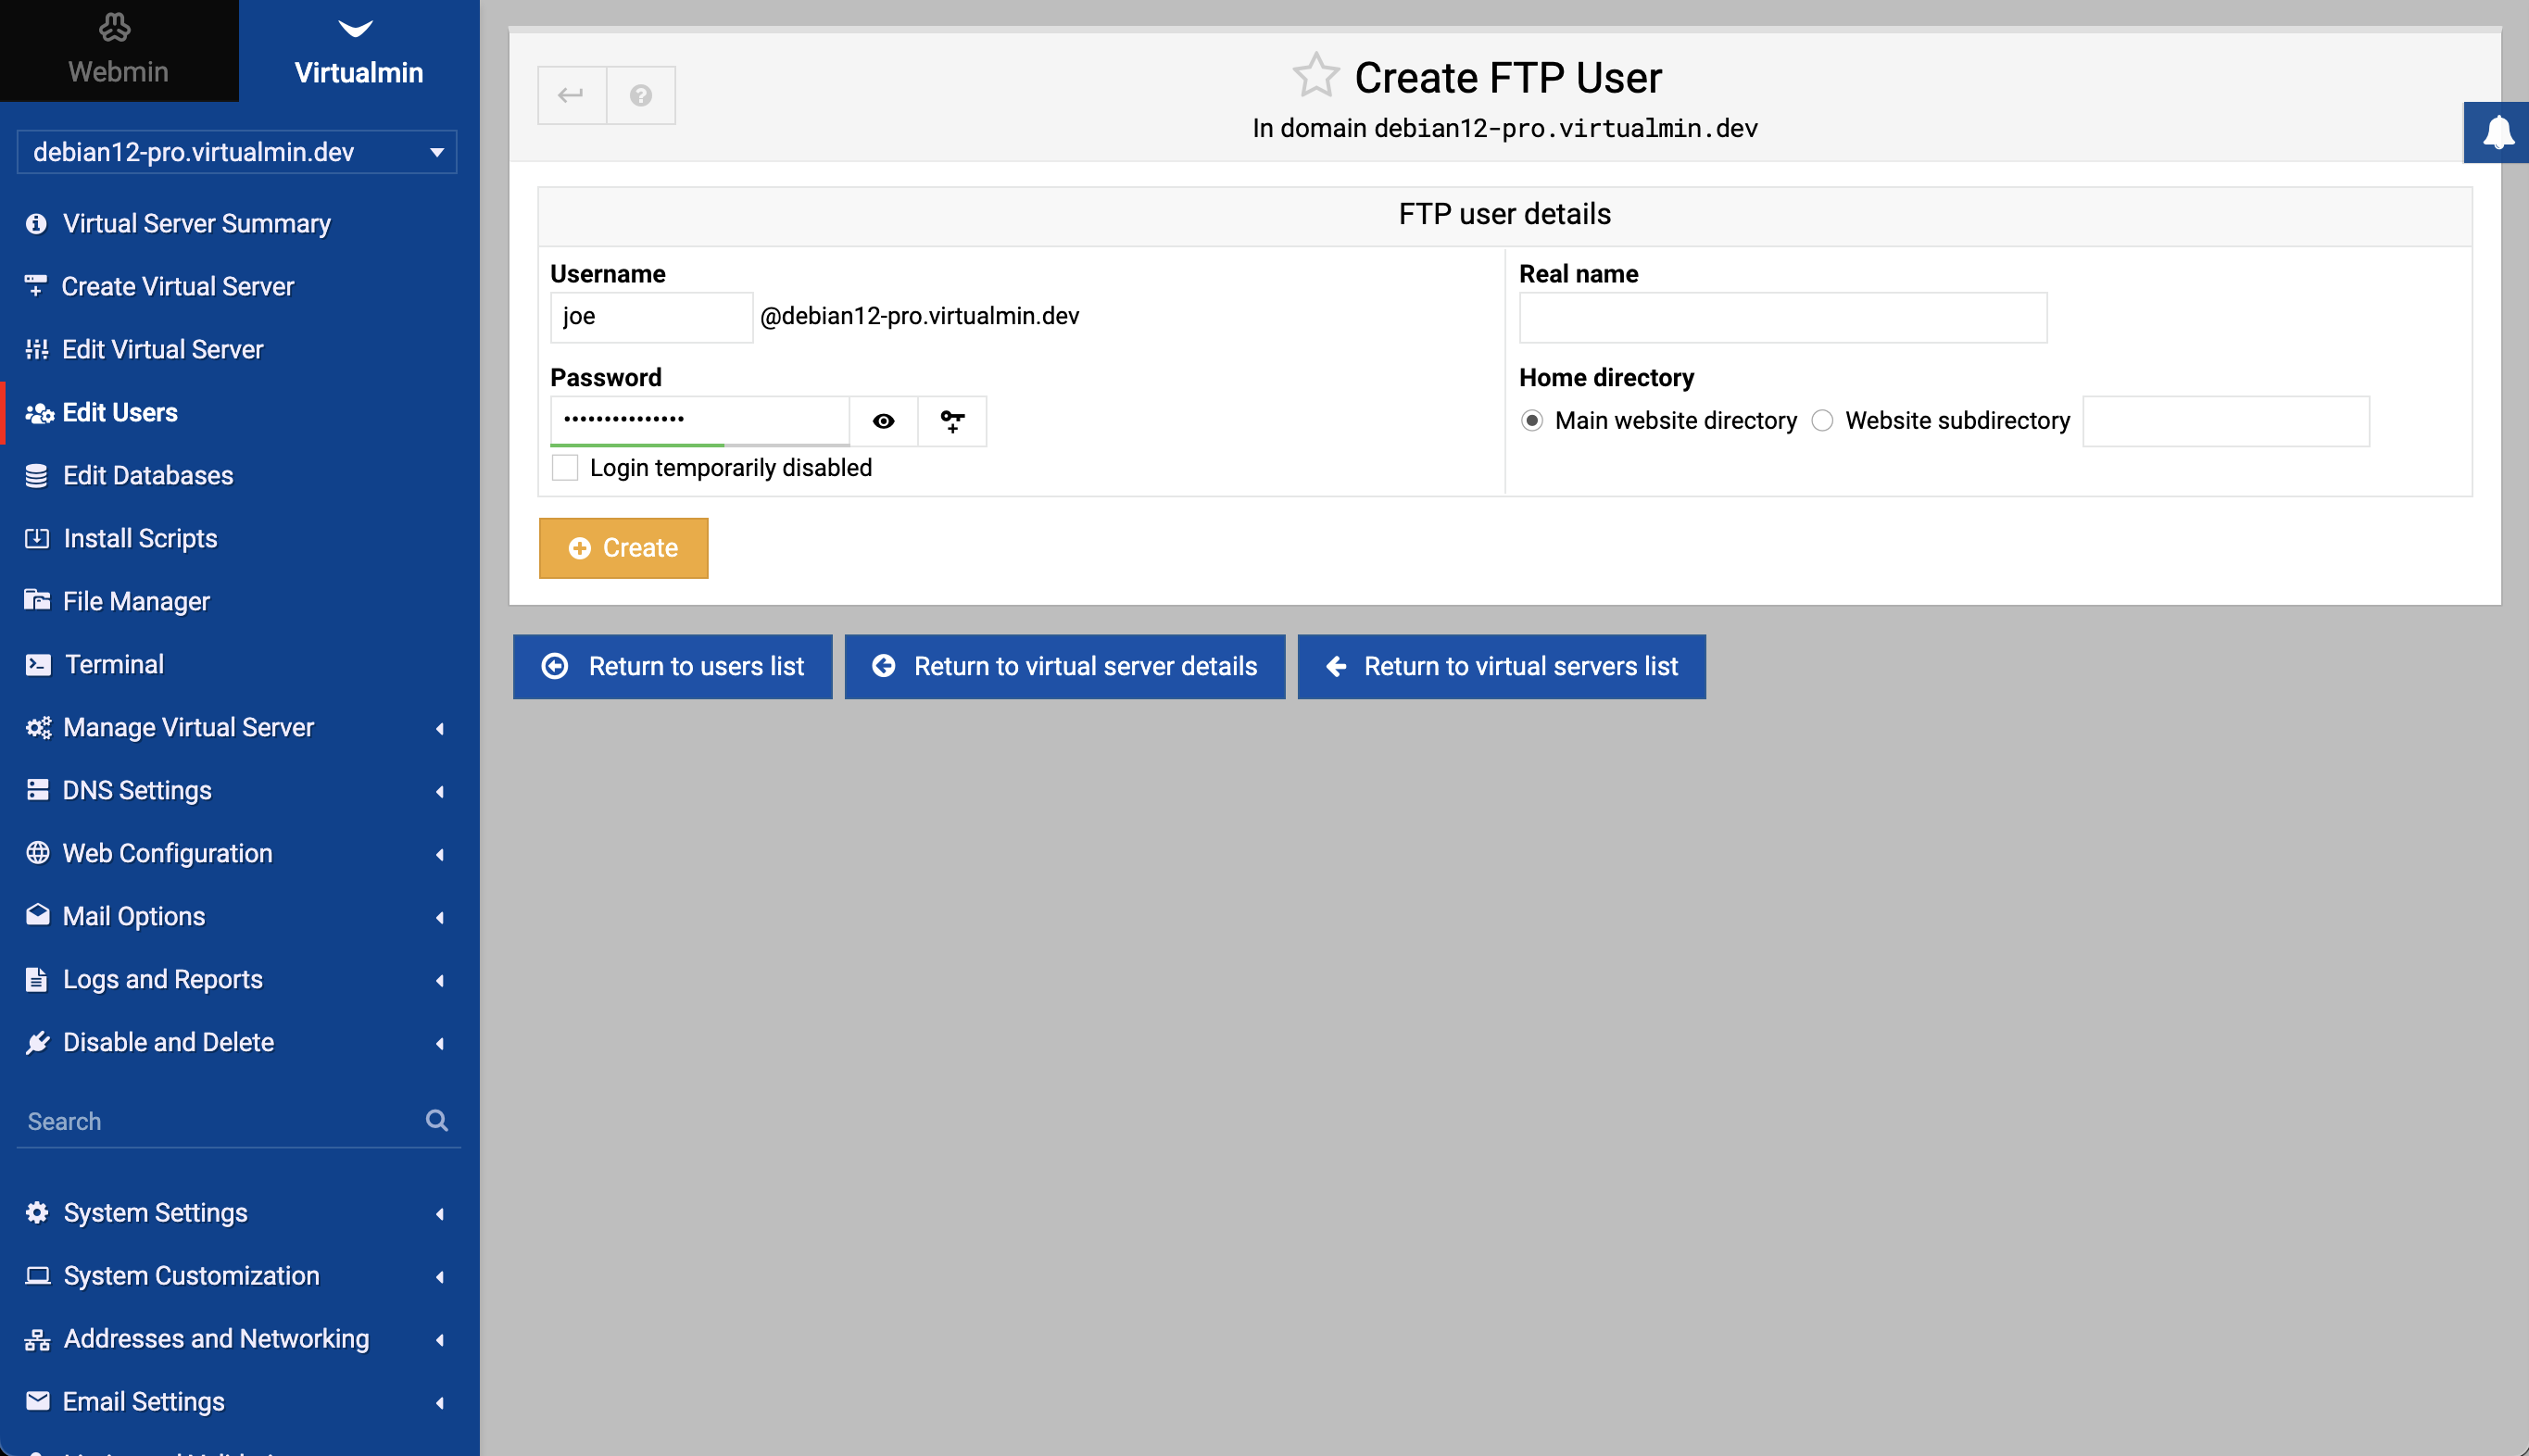 Webmin
Virtualmin
debian12-pro.virtualmin.dev
Virtual Server Summary
Create Virtual Server
Edit Virtual Server
Edit Users
Edit Databases
Install Scripts
File Manager
Terminal
Manage Virtual Server
DNS Settings
Web Configuration
Mail Options
Logs and Reports
Disable and Delete
Search
System Settings
System Customization
Addresses and Networking
Email Settings
Create FTP User
In domain debian12-pro.virtualmin.dev
FTP user details
Username
joe @debian12-pro.virtualmin.dev
Password
•••••••••••••••
Login temporarily disabled
Real name
Home directory
Main website directory Website subdirectory
Create
Return to users list
Return to virtual server details
Return to virtual servers list